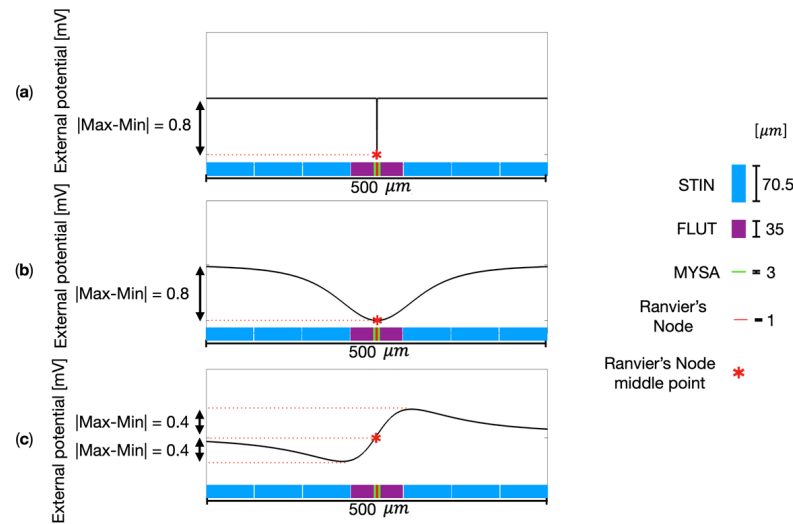 External potential [mV]
(a)
|Max-Min| = 0.8
500 μm
External potential [mV]
(b)
|Max-Min| = 0.8
500 μm
External potential [mV]
(c)
|Max-Min| = 0.4
|Max-Min| = 0.4
500 μm
[μm]
STIN
70.5
FLUT
35
MYSA
3
Ranvier's
Node
1
Ranvier's Node
middle point